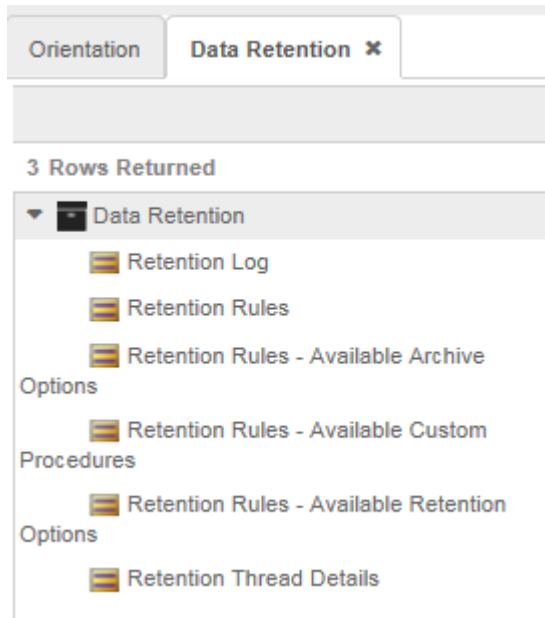 Orientation
Data Retention ✖
3 Rows Returned
Data Retention
Retention Log
Retention Rules
Retention Rules - Available Archive
Options
Retention Rules - Available Custom
Procedures
Retention Rules - Available Retention
Options
Retention Thread Details